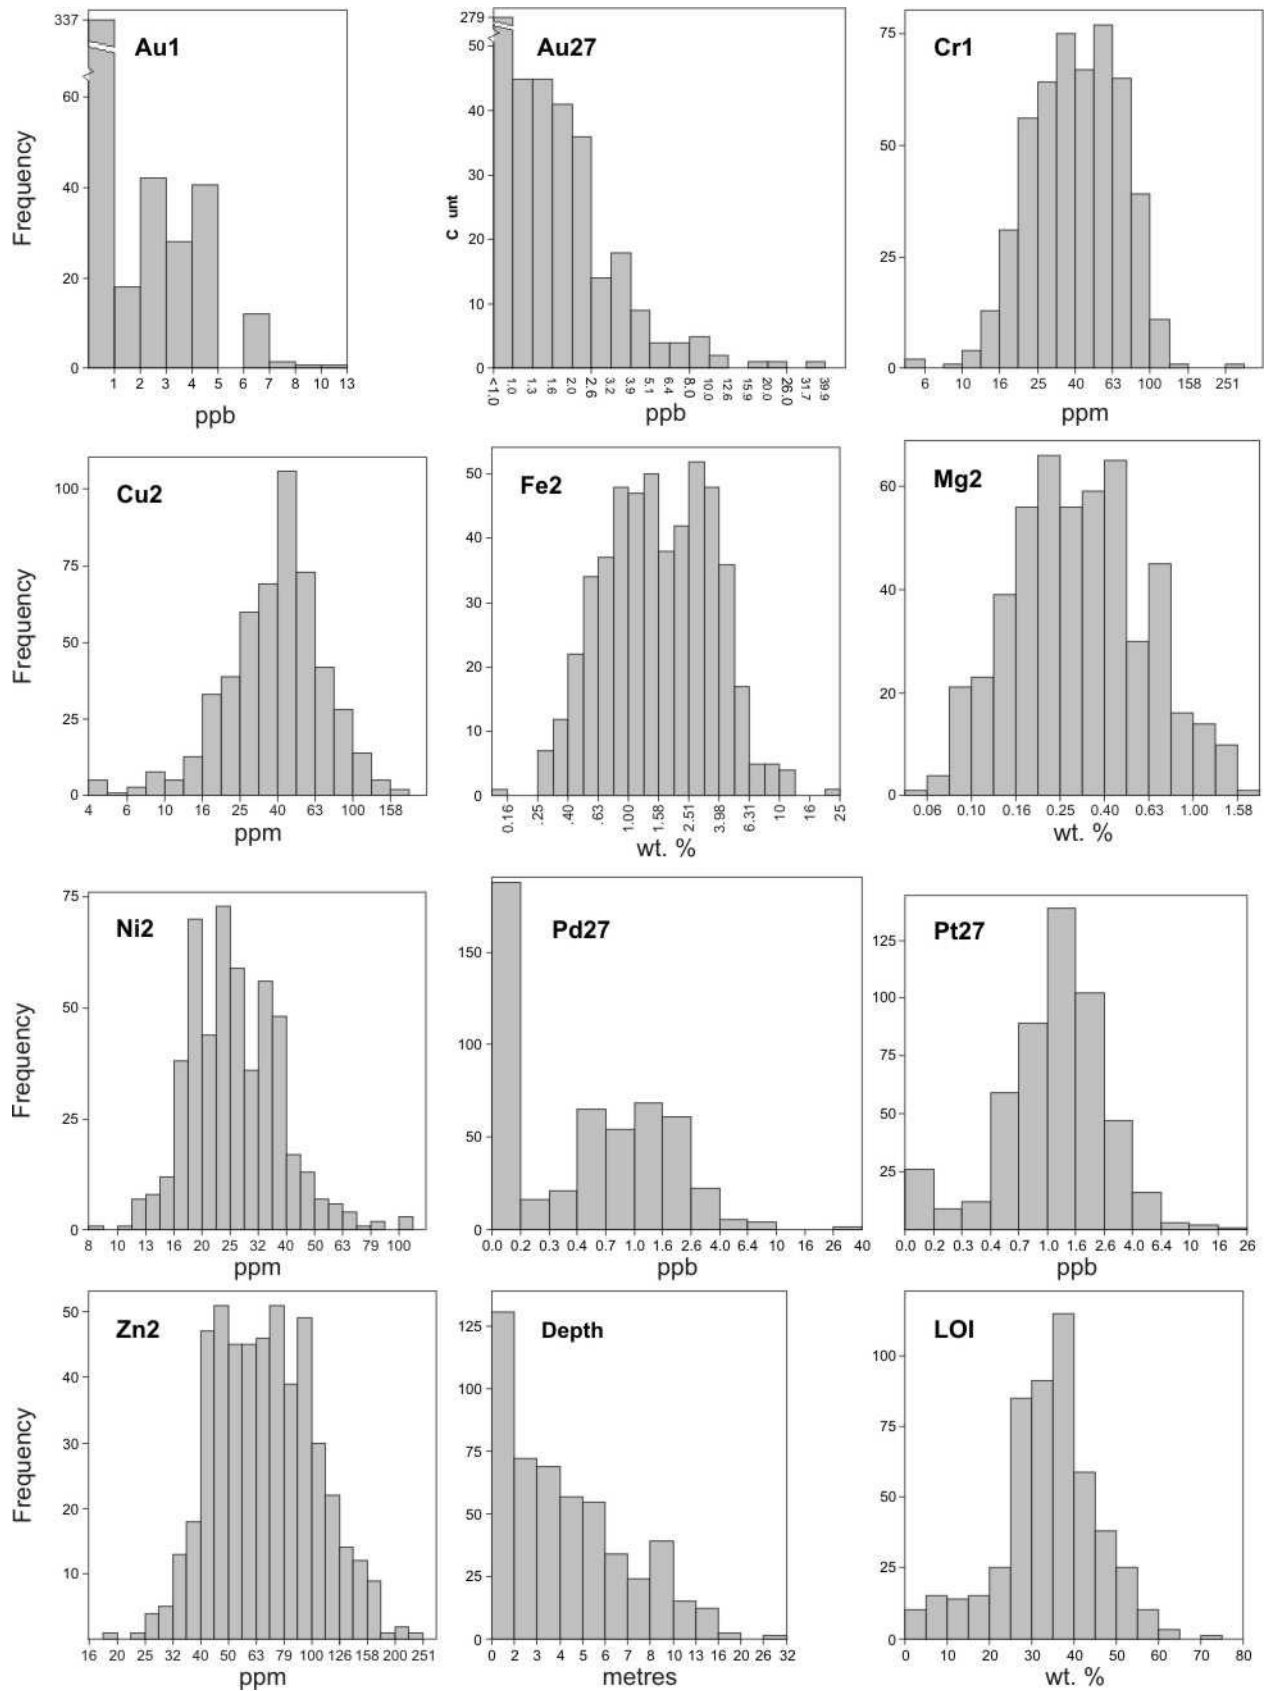 Au1
Frequency
337
60
40
20
0
1 2 3 4 5 6 7 8 10 13
ppb
Au27
C unt
279
50
40
30
20
10
0
<1.0 1.0 1.3 1.6 2.0 2.6 3.2 3.9 5.1 6.4 8.0 10.0 12.6 15.9 20.0 26.0 31.7 39.9
ppb
Cr1
75
50
25
0
6 10 16 25 40 63 100 158 251
ppm
Cu2
Frequency
100
75
50
25
0
4 6 10 16 25 40 63 100 158
ppm
Fe2
50
40
30
20
10
0
0.16 .25 .40 .63 1.00 1.58 2.51 3.98 6.31 10 16 25
wt. %
Mg2
60
40
20
0
0.06 0.10 0.16 0.25 0.40 0.63 1.00 1.58
wt. %
Ni2
Frequency
75
50
25
0
8 10 13 16 20 25 32 40 50 63 79 100
ppm
Pd27
150
100
50
0
0.0 0.2 0.3 0.4 0.7 1.0 1.6 2.6 4.0 6.4 10 16 26 40
ppb
Pt27
125
100
75
50
25
0.0 0.2 0.3 0.4 0.7 1.0 1.6 2.6 4.0 6.4 10 16 26
ppb
Zn2
Frequency
50
40
30
20
10
16 20 25 32 40 50 63 79 100 126 158 200 251
ppm
Depth
125
100
75
50
25
0
0 2 3 4 5 6 7 8 10 13 16 20 26 32
metres
LOI
100
75
50
25
0
0 10 20 30 40 50 60 70 80
wt. %